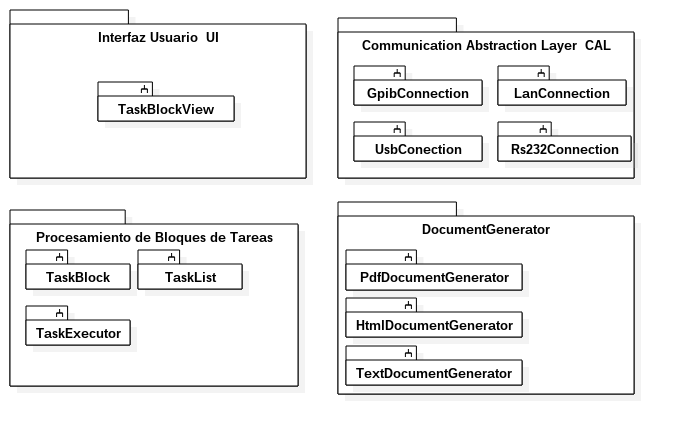 Interfaz Usuario UI
TaskBlockView
Communication Abstraction Layer CAL
GpibConnection
LanConnection
UsbConection
Rs232Connection
Procesamiento de Bloques de Tareas
TaskBlock
TaskList
TaskExecutor
DocumentGenerator
PdfDocumentGenerator
HtmlDocumentGenerator
TextDocumentGenerator